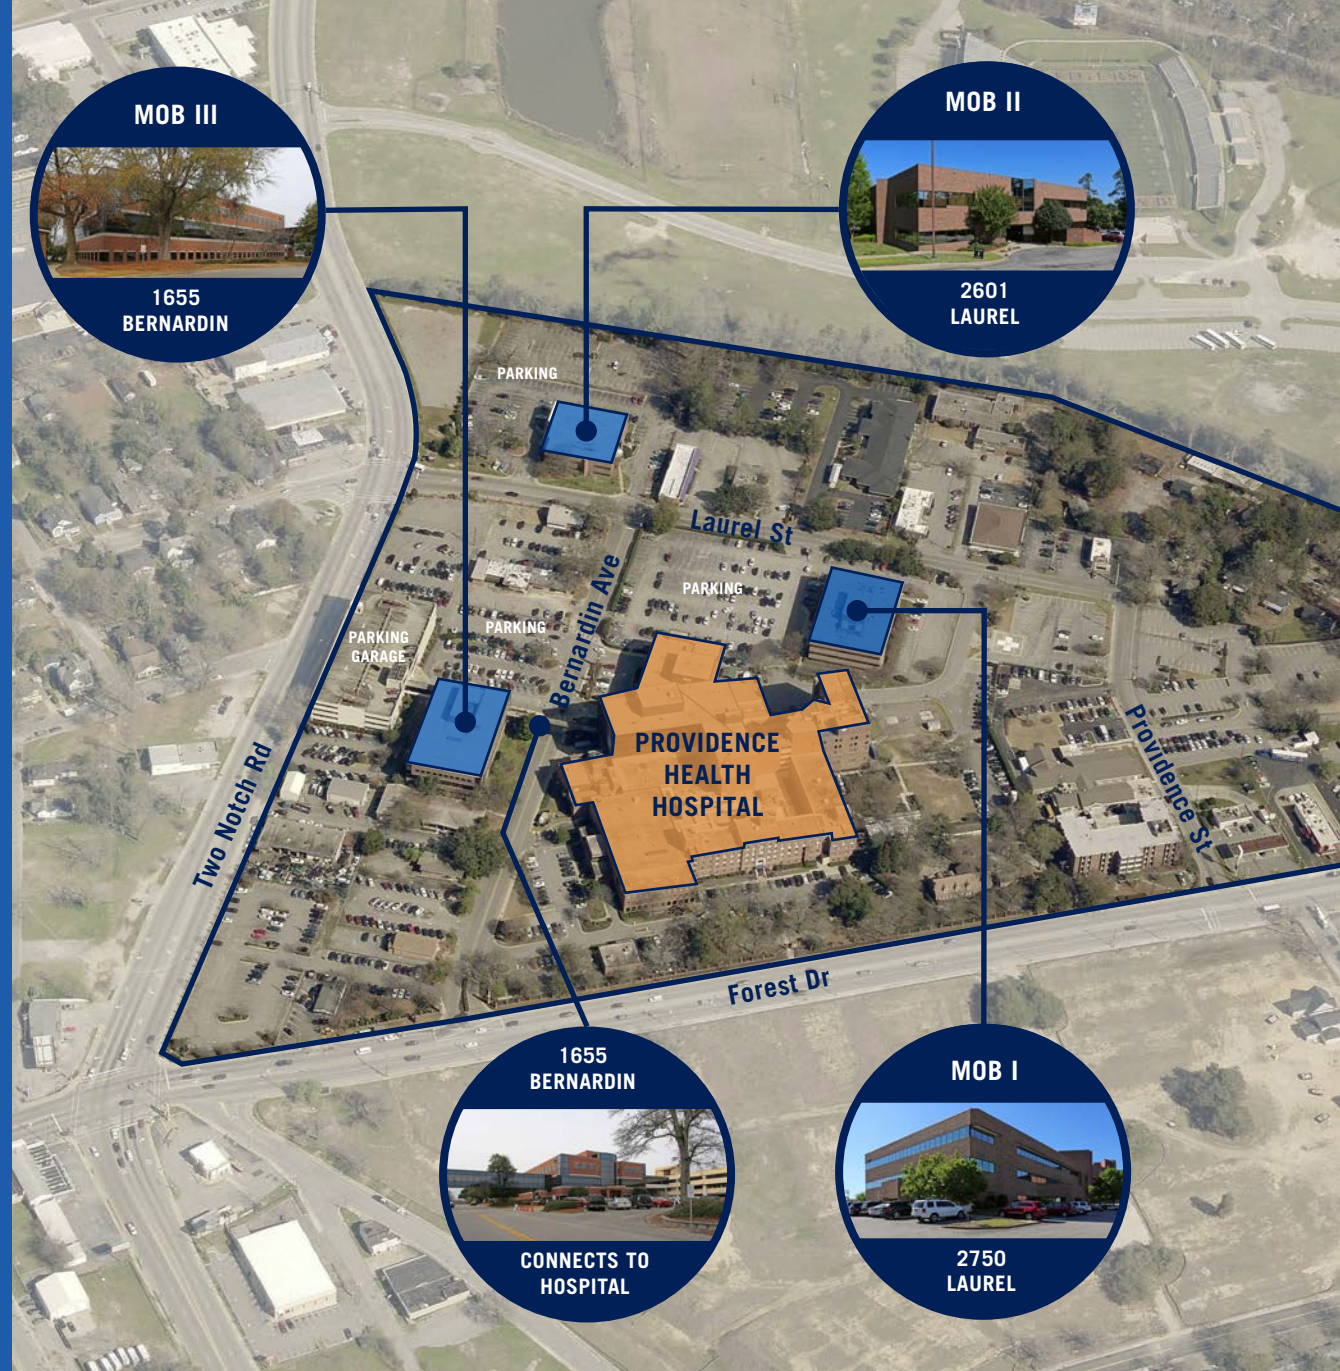 MOB III
1655
BERNARDIN
MOB II
2601
LAUREL
PARKING
Laurel St
PARKING
Bernardin Ave
PARKING
PARKING
GARAGE
PROVIDENCE
HEALTH
HOSPITAL
Providence St
Two Notch Rd
Forest Dr
1655
BERNARDIN
CONNECTS TO
HOSPITAL
MOB I
2750
LAUREL